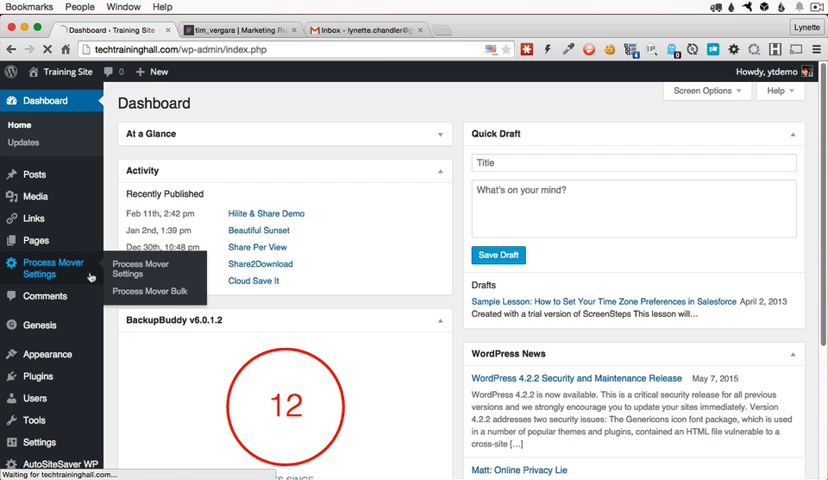 Bookmarks People Window Help
Dashboard ‹ Training Site ‹ tim_vergara | Marketing Ri Inbox - lynette.chandler@g Lynette
techtraininghall.com/wp-admin/index.php
Training Site 0 + New Howdy, ytdemo
Dashboard
Home
Updates
Posts
Media
Links
Pages
Process Mover
Settings
Process Mover
Settings
Process Mover Bulk
Comments
Genesis
Appearance
Plugins
Users
Tools
Settings
AutoSiteSaver WP
Waiting for techtraininghall.com...
Screen Options Help
Dashboard
At a Glance
Activity
Recently Published
Feb 11th, 2:42 pm Hilite & Share Demo
Jan 2nd, 1:39 pm Beautiful Sunset
Dec 30th, 10:48 pm Share Per View
Share2Download
Cloud Save It
BackupBuddy v6.0.1.2
12
Quick Draft
Title
What's on your mind?
Save Draft
Drafts
Sample Lesson: How to Set Your Time Zone Preferences in Salesforce April 2, 2013
Created with a trial version of ScreenSteps This lesson will…
WordPress News
WordPress 4.2.2 Security and Maintenance Release May 7, 2015
WordPress 4.2.2 is now available. This is a critical security release for all previous
versions and we strongly encourage you to update your sites immediately. Version
4.2.2 addresses two security issues: The Genericons icon font package, which is used
in a number of popular themes and plugins, contained an HTML file vulnerable to a
cross-site […]
Matt: Online Privacy Lie